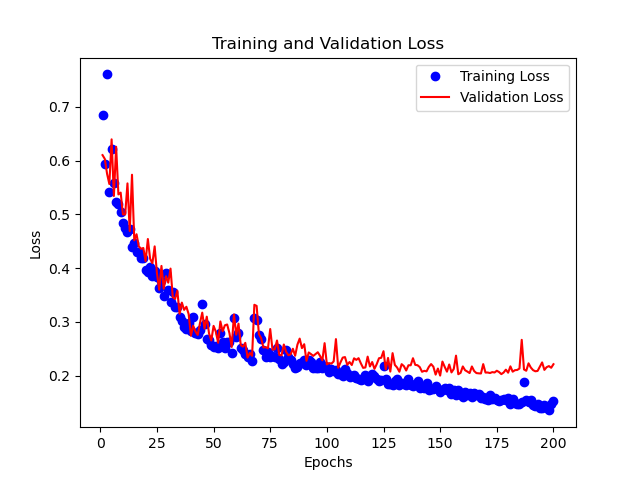 Training and Validation Loss
Training Loss
Validation Loss
0.7
0.6
0.5
0.4
0.3
0.2
Loss
0 25 50 75 100 125 150 175 200
Epochs